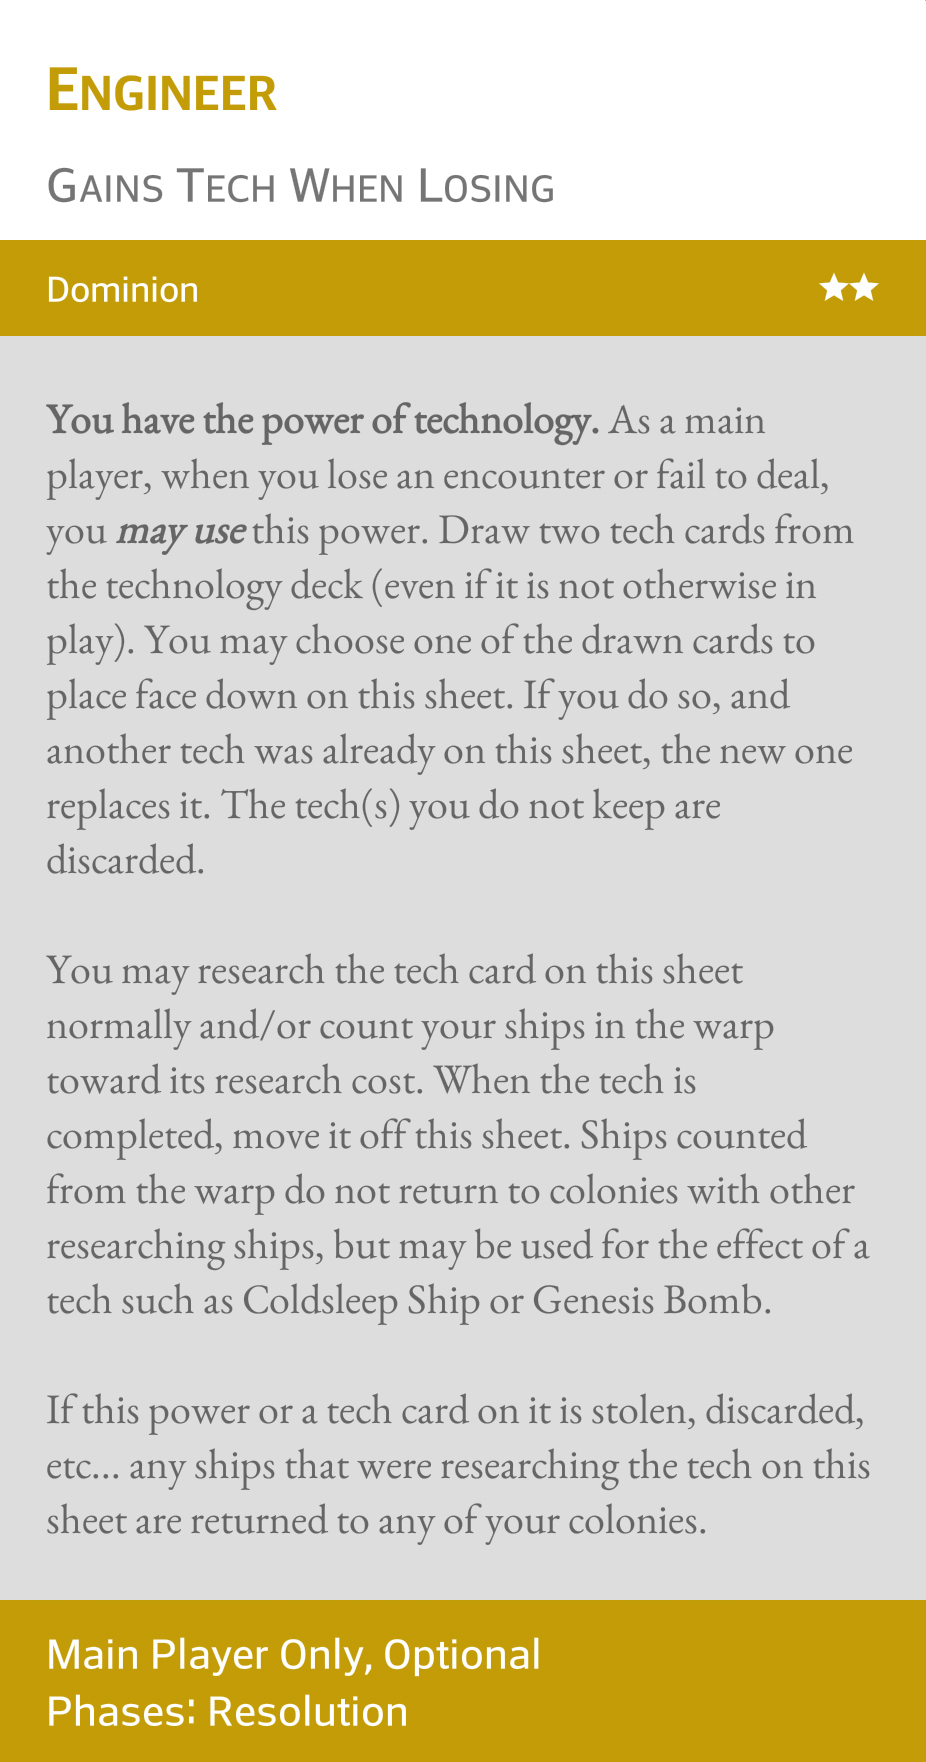 Engineer
Gains Tech When Losing
Dominion ★★
You have the power of technology. As a main
player, when you lose an encounter or fail to deal,
you may use this power. Draw two tech cards from
the technology deck (even if it is not otherwise in
play). You may choose one of the drawn cards to
place face down on this sheet. If you do so, and
another tech was already on this sheet, the new one
replaces it. The tech(s) you do not keep are
discarded.
You may research the tech card on this sheet
normally and/or count your ships in the warp
toward its research cost. When the tech is
completed, move it off this sheet. Ships counted
from the warp do not return to colonies with other
researching ships, but may be used for the effect of a
tech such as Coldsleep Ship or Genesis Bomb.
If this power or a tech card on it is stolen, discarded,
etc... any ships that were researching the tech on this
sheet are returned to any of your colonies.
Main Player Only, Optional
Phases: Resolution